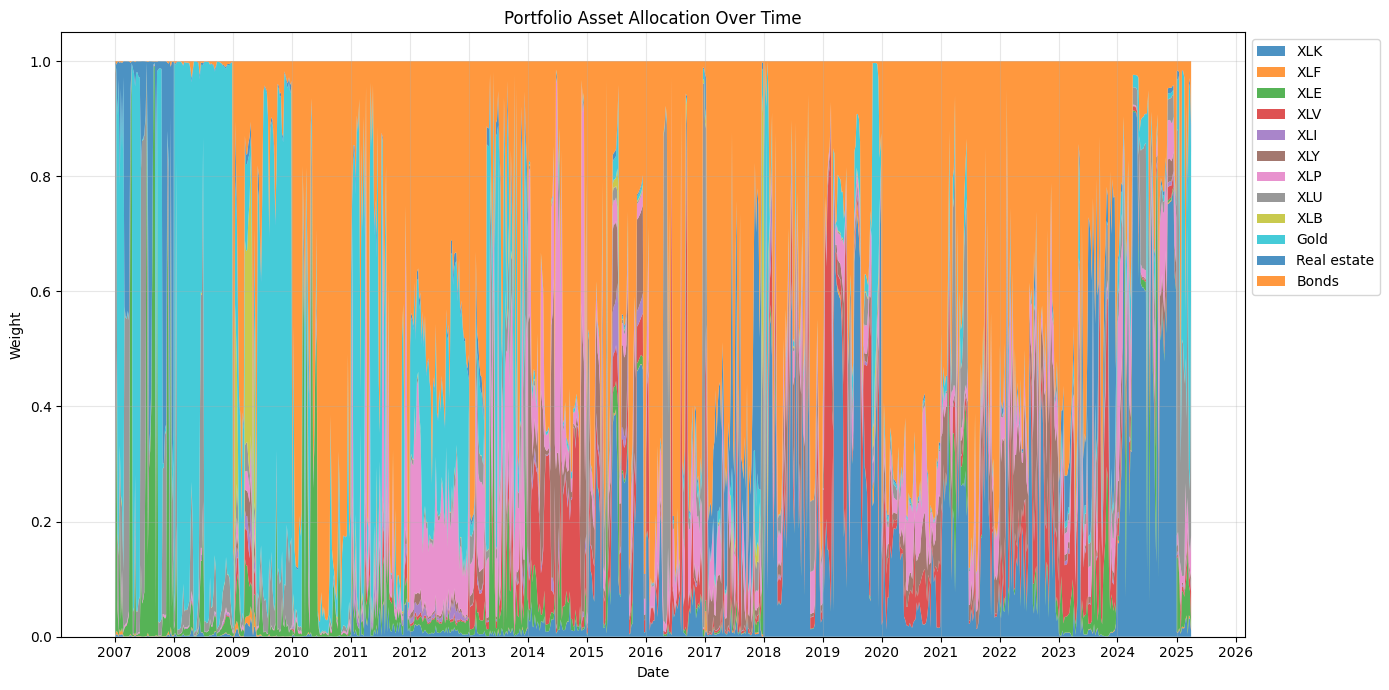 Portfolio Asset Allocation Over Time
1.0
0.8
0.6
0.4
0.2
0.0
Weight
2007 2008 2009 2010 2011 2012 2013 2014 2015 2016 2017 2018 2019 2020 2021 2022 2023 2024 2025 2026
Date
XLK
XLF
XLE
XLV
XLI
XLY
XLP
XLU
XLB
Gold
Real estate
Bonds